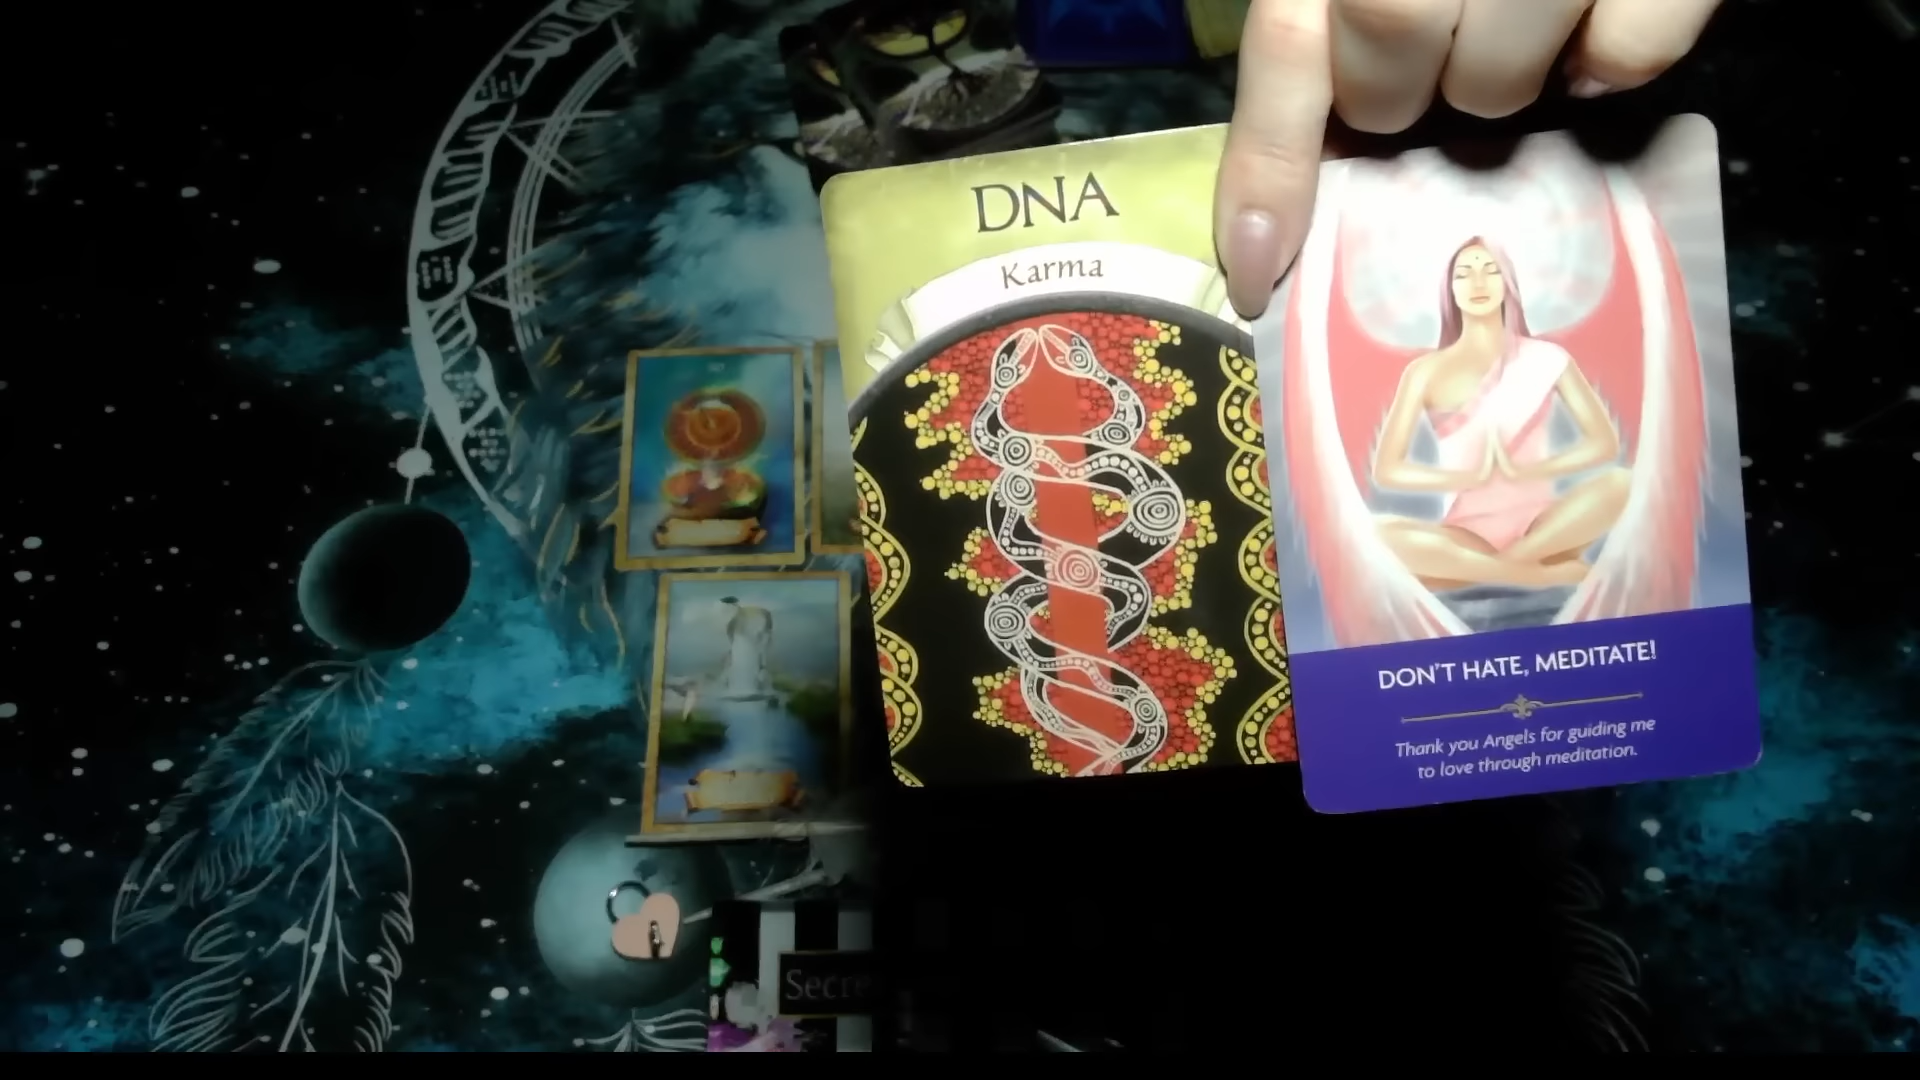 DNA
Karma
DON'T HATE, MEDITATE!
Thank you Angels for guiding me
to love through meditation.
Secre